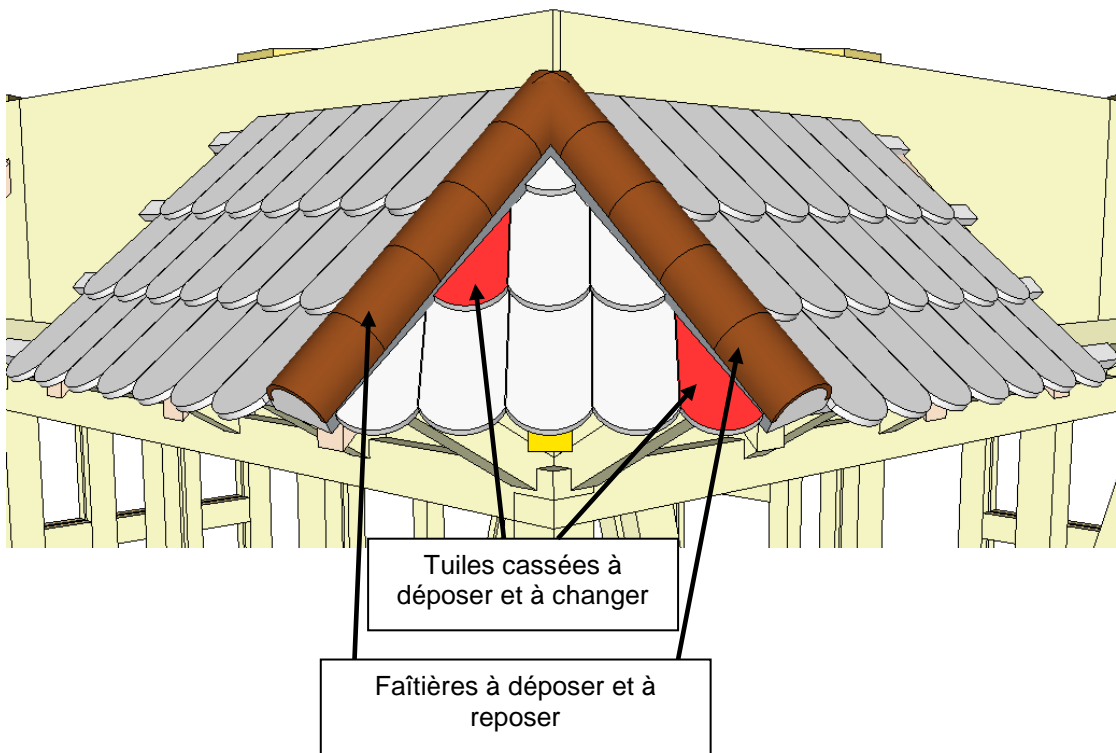 Tuiles cassées à
déposer et à changer
Faîtières à déposer et à
reposer